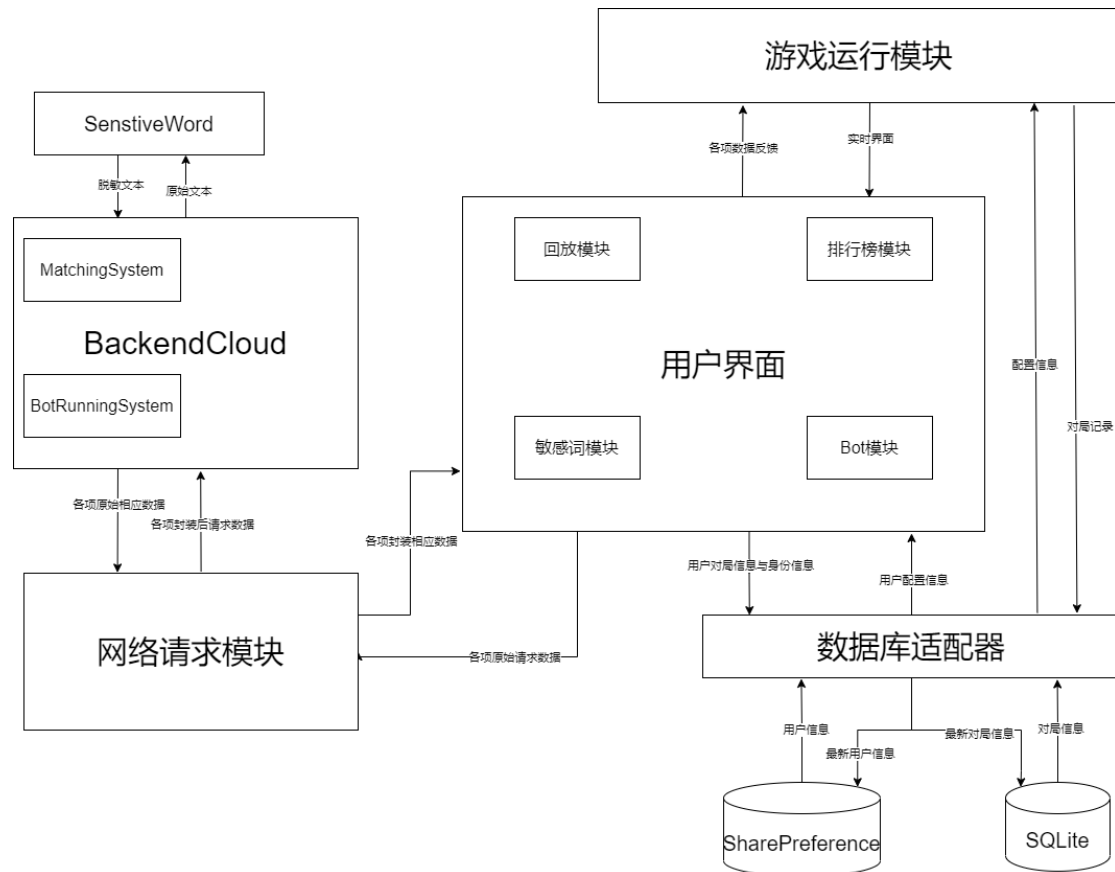 游戏运行模块
SenstiveWord
各项数据反馈
实时界面
脱敏文本
原始文本
回放模块
排行榜模块
MatchingSystem
BackendCloud
用户界面
配置信息
BotRunningSystem
对局记录
敏感词模块
Bot模块
各项原始相应数据
各项封装后请求数据
各项封装相应数据
用户对局信息与身份信息
用户配置信息
网络请求模块
各项原始请求数据
数据库适配器
用户信息
最新用户信息
最新对局信息
对局信息
SharePreference
SQLite